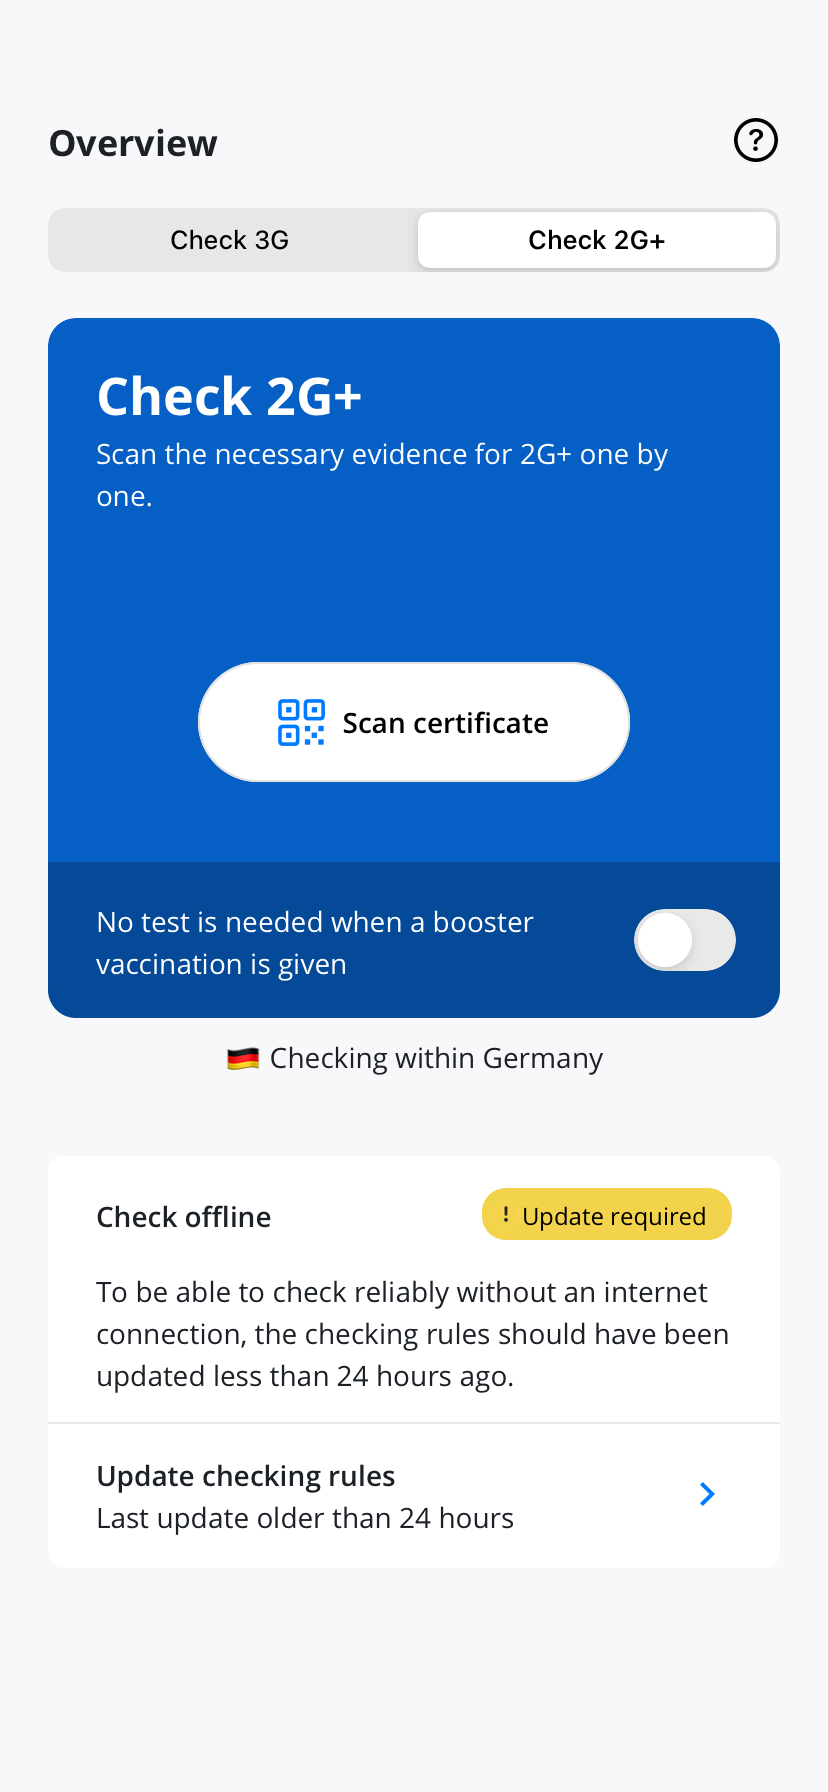 Overview
?
Check 3G
Check 2G+
Check 2G+
Scan the necessary evidence for 2G+ one by
one.
Scan certificate
No test is needed when a booster
vaccination is given
🇩🇪 Checking within Germany
Check offline
! Update required
To be able to check reliably without an internet
connection, the checking rules should have been
updated less than 24 hours ago.
Update checking rules
Last update older than 24 hours